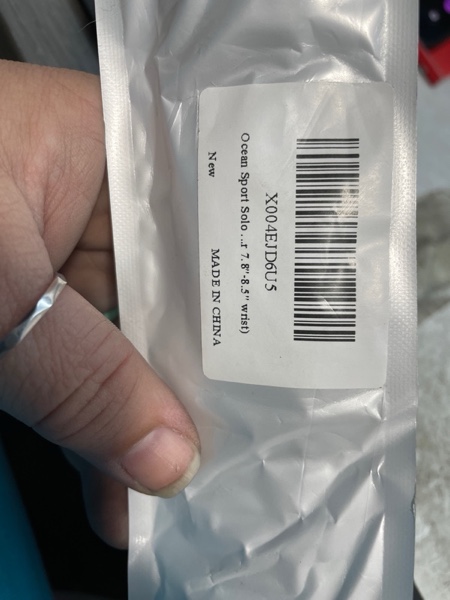 X004EJD6U5
Ocean Sport Solo ...r 7.8"-8.5" wrist)
New
MADE IN CHINA